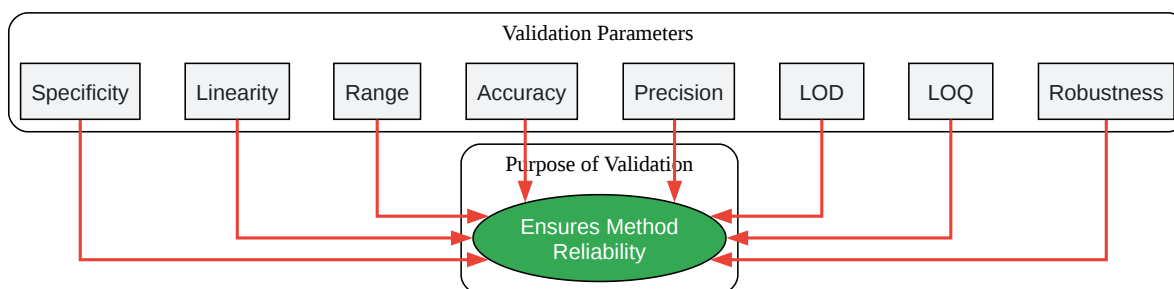 Validation Parameters
Specificity
Linearity
Range
Accuracy
Precision
LOD
LOQ
Robustness
Purpose of Validation
Ensures Method
Reliability